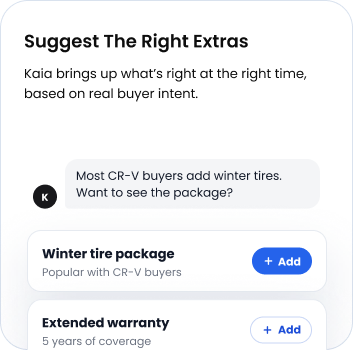 Suggest The Right Extras
Kaia brings up what's right at the right time,
based on real buyer intent.
Most CR-V buyers add winter tires.
Want to see the package?
K
Winter tire package
Popular with CR-V buyers
+ Add
Extended warranty
5 years of coverage
+ Add